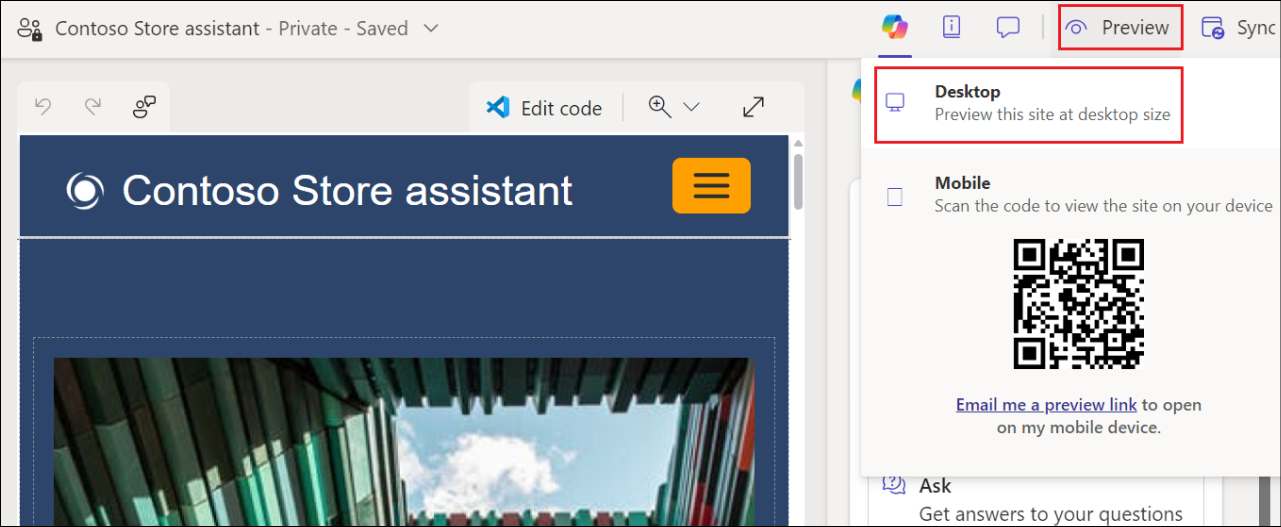 Contoso Store assistant - Private - Saved
Preview
Sync
Edit code
Contoso Store assistant
Desktop
Preview this site at desktop size
Mobile
Scan the code to view the site on your device
Email me a preview link to open
on my mobile device.
Ask
Get answers to your questions